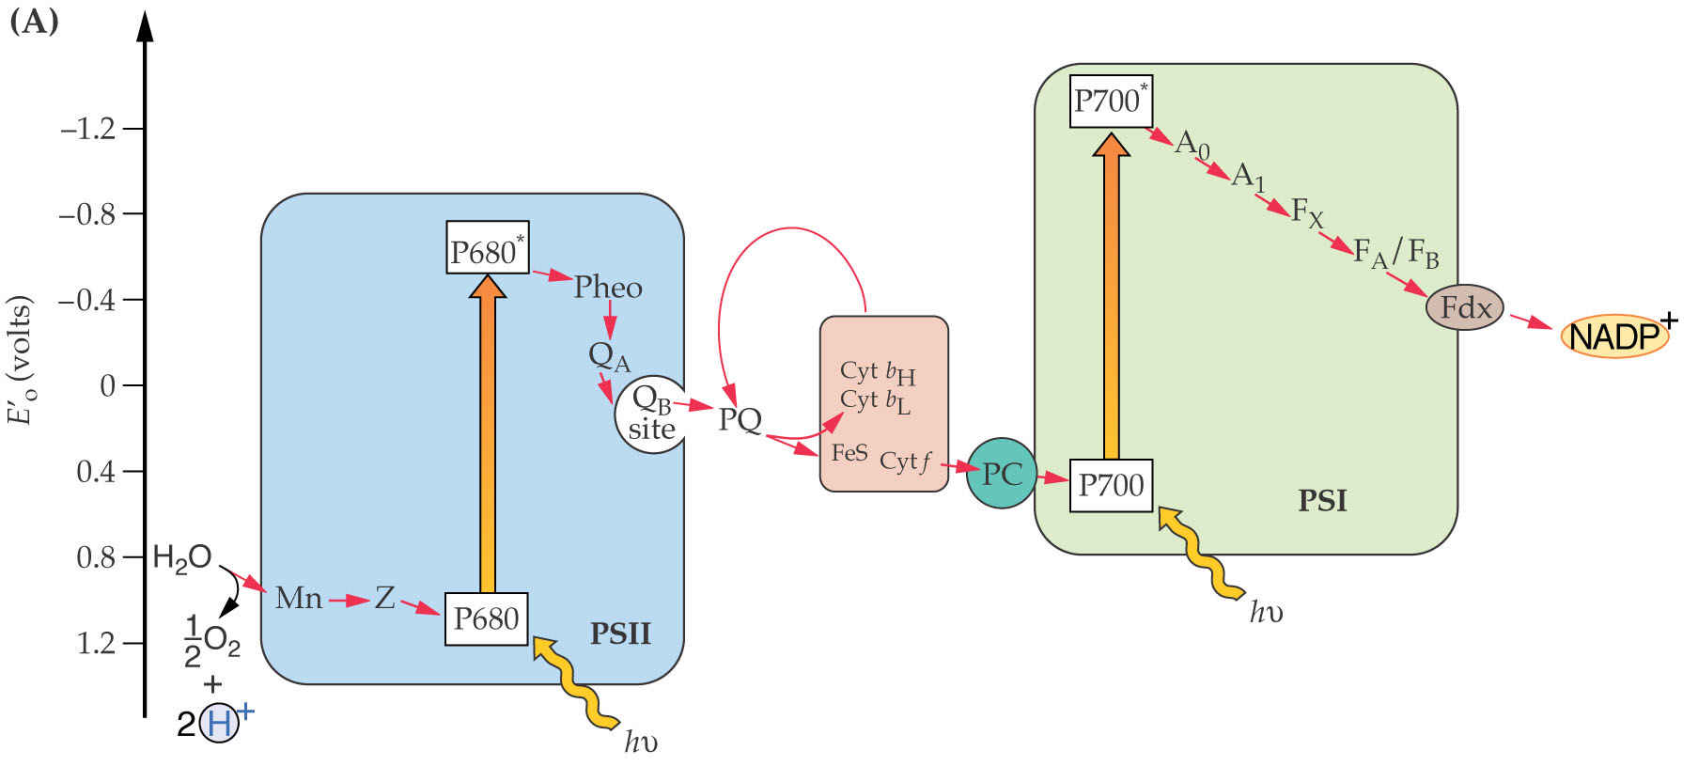 (A)
E′o (volts)
–1.2
–0.8
–0.4
0
0.4
0.8
1.2
H2O
1/2O2
+
2H+
Mn
Z
P680
P680*
Pheo
QA
QB
site
PSII
hυ
PQ
Cyt bH
Cyt bL
FeS
Cyt f
PC
P700
P700*
A0
A1
FX
FA/FB
Fdx
NADP+
PSI
hυ